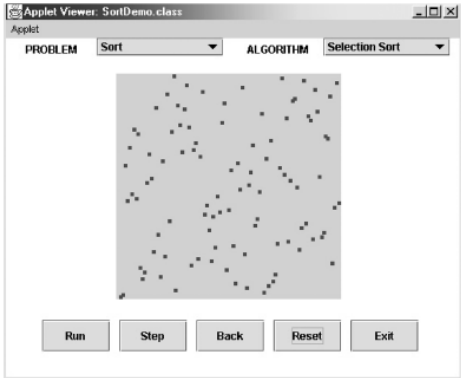 Applet Viewer: SortDemo.class
Applet
PROBLEM Sort ALGORITHM Selection Sort
Run Step Back Reset Exit